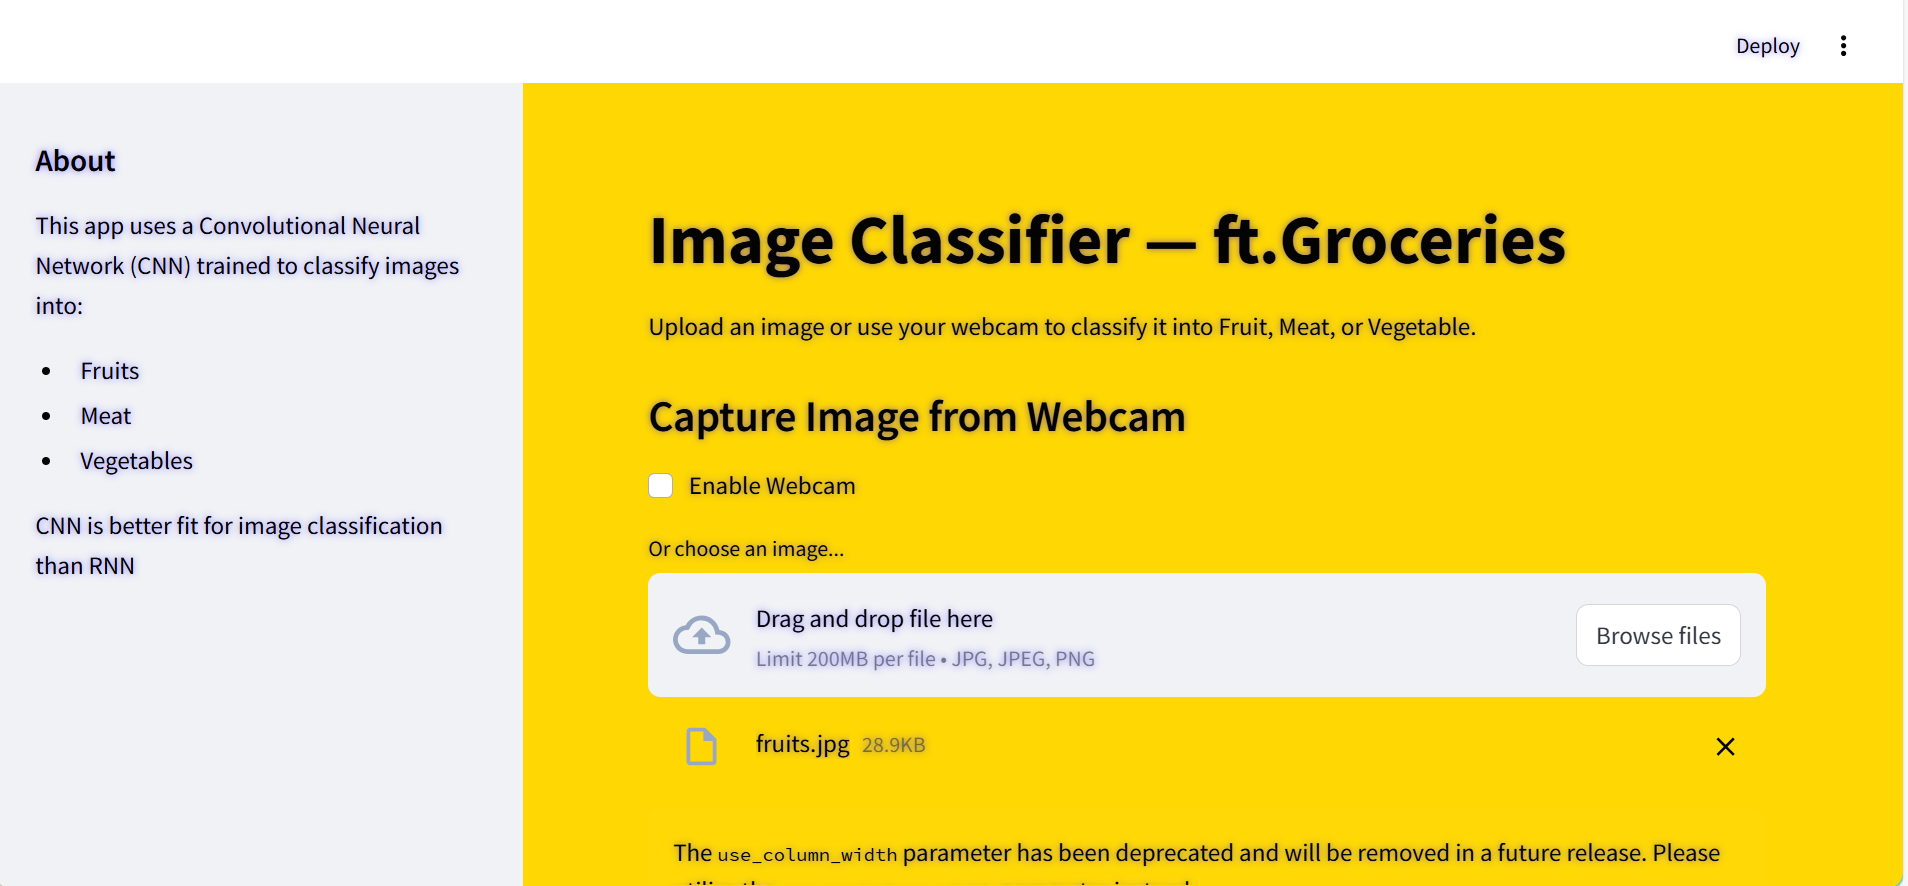 Deploy
About
This app uses a Convolutional Neural
Network (CNN) trained to classify images
into:
• Fruits
• Meat
• Vegetables
CNN is better fit for image classification
than RNN
Image Classifier — ft.Groceries
Upload an image or use your webcam to classify it into Fruit, Meat, or Vegetable.
Capture Image from Webcam
Enable Webcam
Or choose an image...
Drag and drop file here
Limit 200MB per file • JPG, JPEG, PNG
Browse files
fruits.jpg 28.9KB
The use_column_width parameter has been deprecated and will be removed in a future release. Please